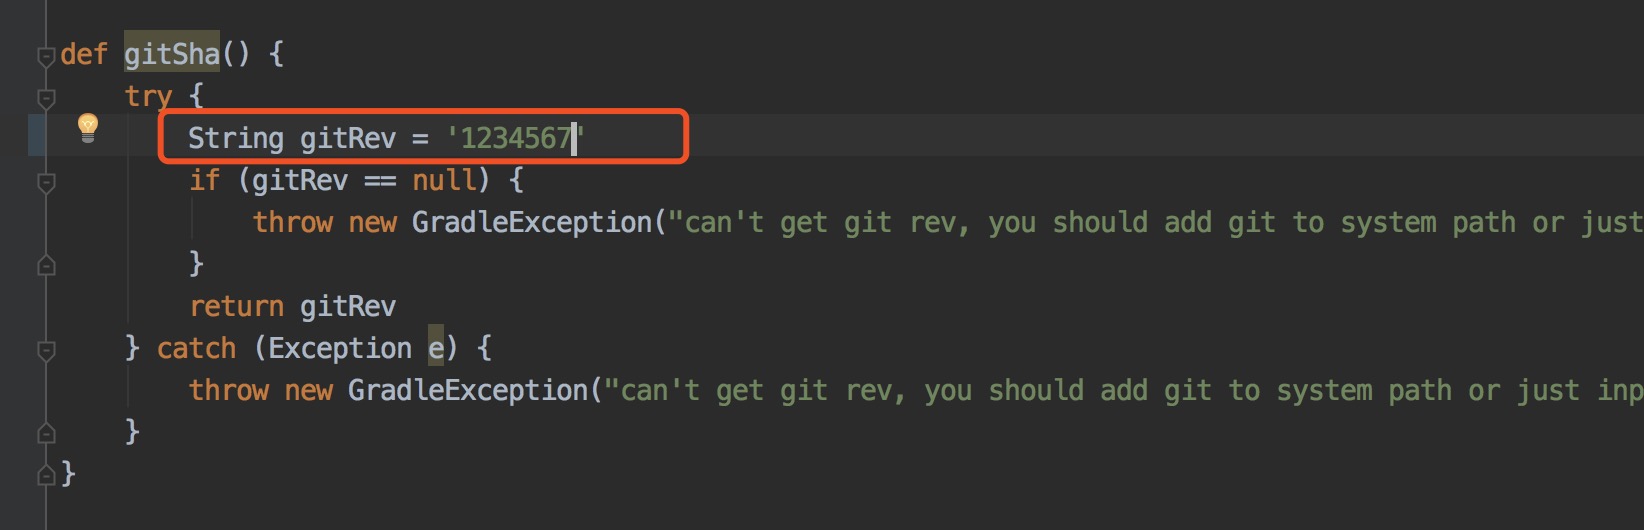 def gitSha() {
try {
String gitRev = '1234567'
if (gitRev == null) {
throw new GradleException("can't get git rev, you should add git to system path or just
}
return gitRev
} catch (Exception e) {
throw new GradleException("can't get git rev, you should add git to system path or just inp
}
}